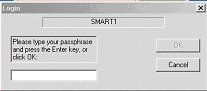 Login
SMART1
Please type your passphrase
and press the Enter key, or
click OK:
OK
Cancel